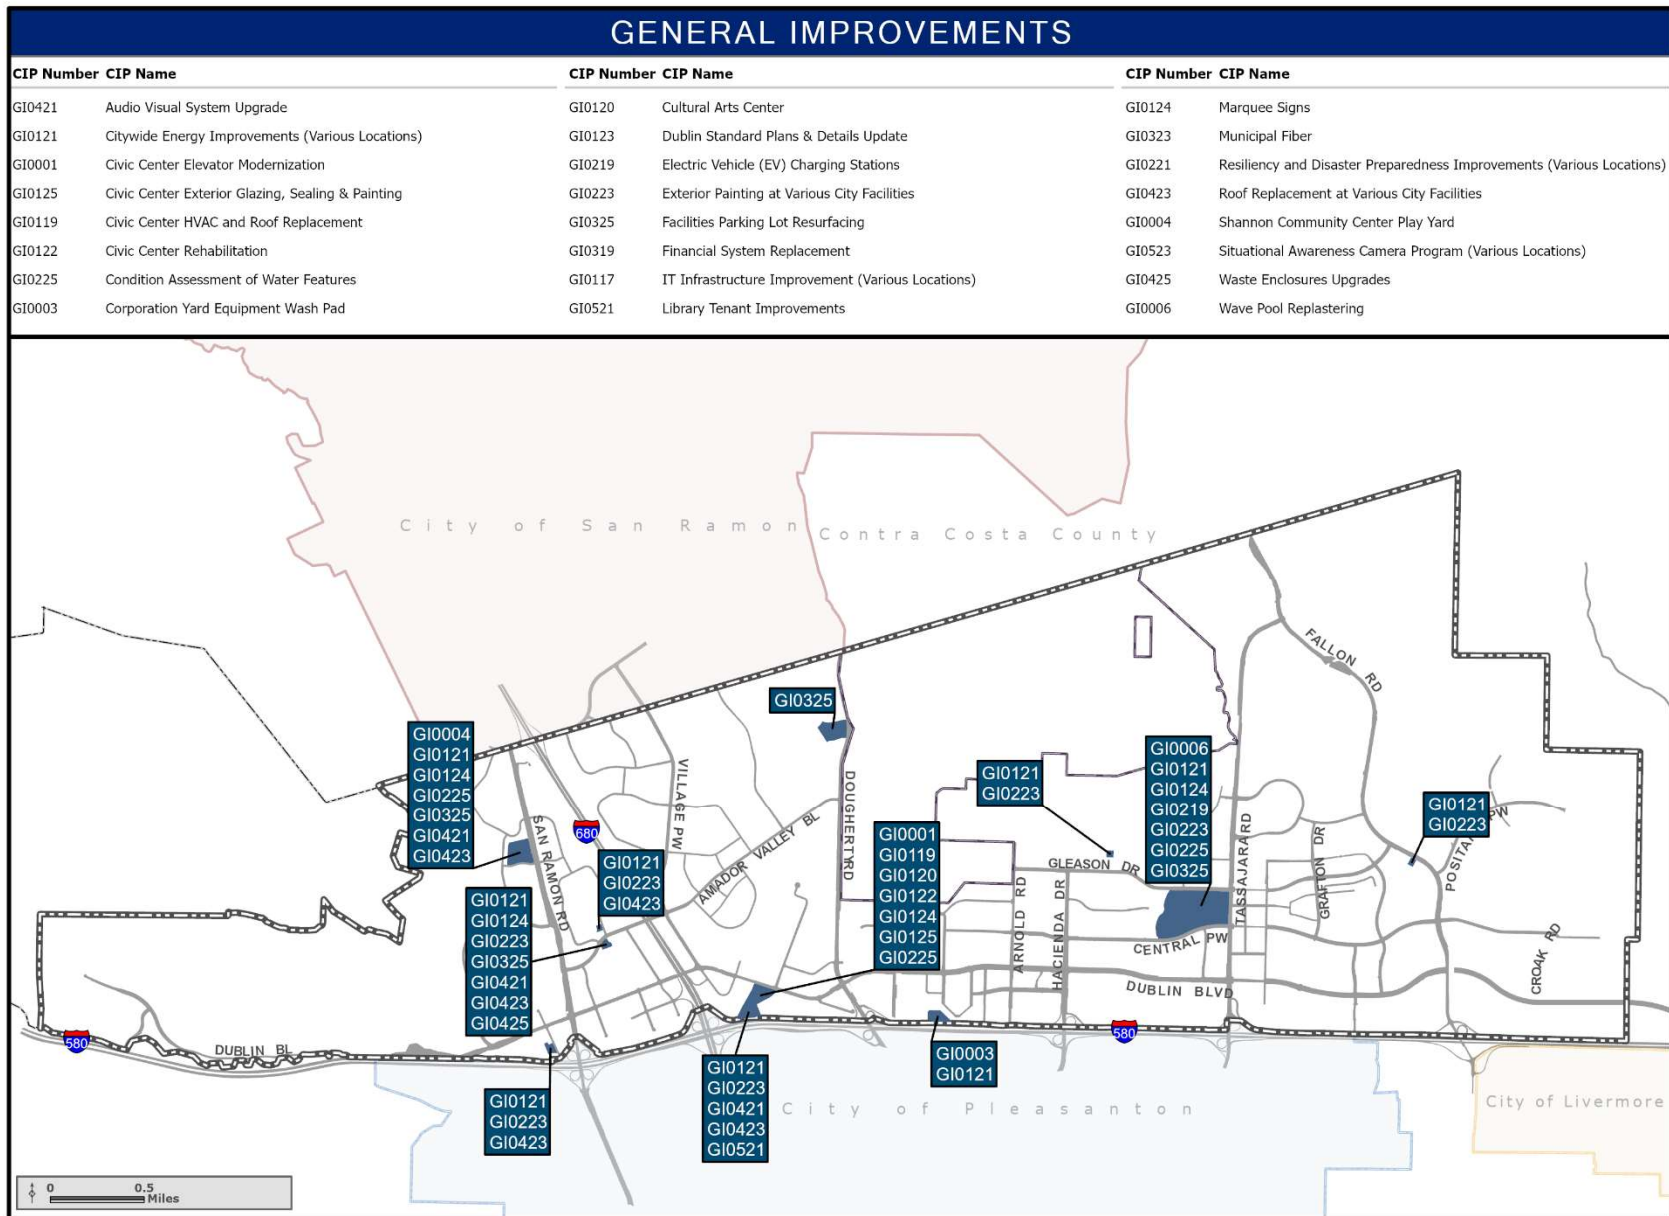 GENERAL IMPROVEMENTS
CIP Number CIP Name
GI0421 Audio Visual System Upgrade
GI0121 Citywide Energy Improvements (Various Locations)
GI0001 Civic Center Elevator Modernization
GI0125 Civic Center Exterior Glazing, Sealing & Painting
GI0119 Civic Center HVAC and Roof Replacement
GI0122 Civic Center Rehabilitation
GI0225 Condition Assessment of Water Features
GI0003 Corporation Yard Equipment Wash Pad
CIP Number CIP Name
GI0120 Cultural Arts Center
GI0123 Dublin Standard Plans & Details Update
GI0219 Electric Vehicle (EV) Charging Stations
GI0223 Exterior Painting at Various City Facilities
GI0325 Facilities Parking Lot Resurfacing
GI0319 Financial System Replacement
GI0117 IT Infrastructure Improvement (Various Locations)
GI0521 Library Tenant Improvements
CIP Number CIP Name
GI0124 Marquee Signs
GI0323 Municipal Fiber
GI0221 Resiliency and Disaster Preparedness Improvements (Various Locations)
GI0423 Roof Replacement at Various City Facilities
GI0004 Shannon Community Center Play Yard
GI0523 Situational Awareness Camera Program (Various Locations)
GI0425 Waste Enclosures Upgrades
GI0006 Wave Pool Replastering
City of San Ramon
Contra Costa County
FALLON RD
GI0325
GI0004
GI0121
GI0124
GI0225
GI0325
GI0421
GI0423
VILLAGE PW
680
SAN RAMON RD
AMADOR VALLEY BL
DOUGHERTY RD
GI0121
GI0223
GI0423
GI0121
GI0124
GI0223
GI0325
GI0421
GI0423
GI0425
GI0001
GI0119
GI0120
GI0122
GI0124
GI0125
GI0225
GI0121
GI0223
GI0006
GI0121
GI0124
GI0219
GI0223
GI0225
GI0325
GI0121
GI0223
GLEASON DR
ARNOLD RD
HACIENDA DR
TASSAJARA RD
GRAFTON DR
POSITA
PW
CENTRAL PW
DUBLIN BLVD
CROAK RD
580
DUBLIN BL
580
GI0121
GI0223
GI0423
GI0121
GI0223
GI0421
GI0423
GI0521
GI0003
GI0121
City of Pleasanton
City of Livermore
0 0.5
Miles